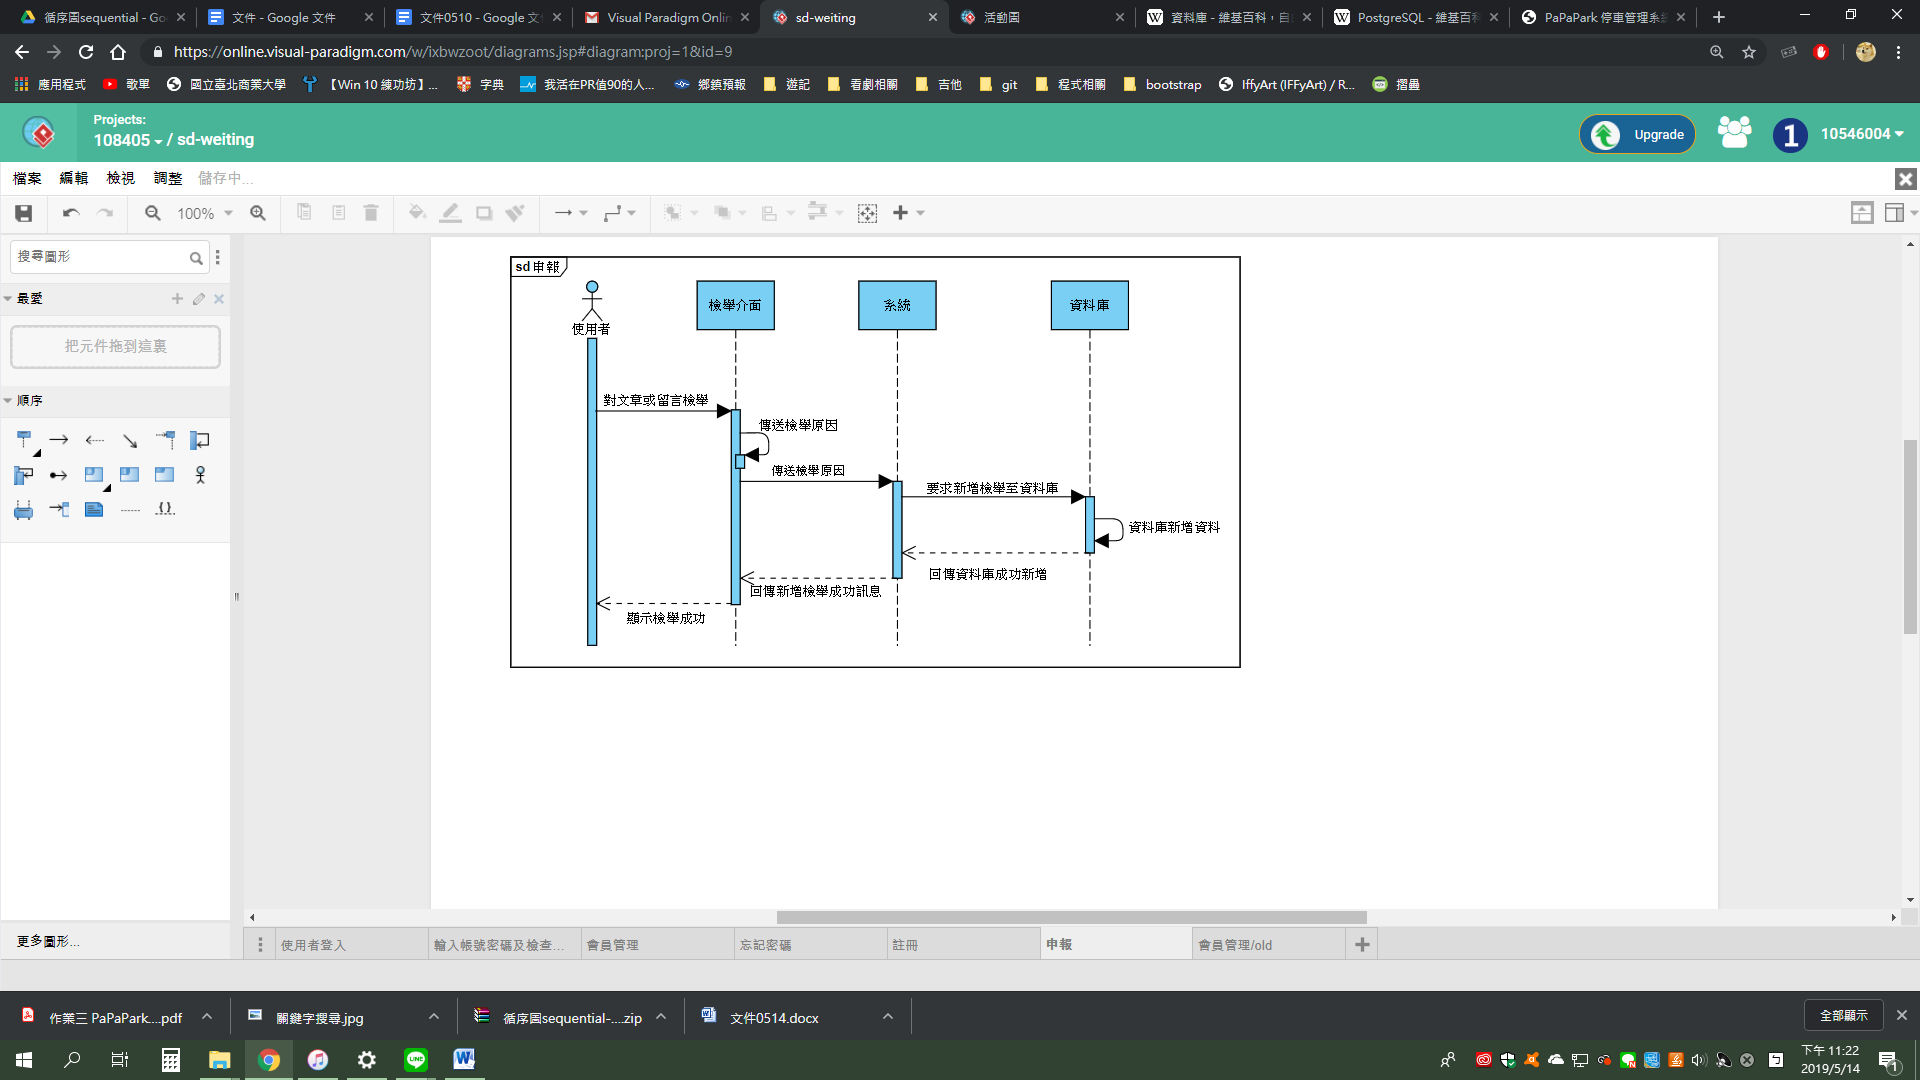 循序圖sequential - Go
文件 - Google 文件
文件0510 - Google 文
Visual Paradigm Onlin
sd-weiting
活動圖
資料庫 - 維基百科，自
PostgreSQL - 維基百科
PaPaPark 停車管理系
https://online.visual-paradigm.com/w/ixbwzoot/diagrams.jsp#diagram:proj=1&id=9
應用程式
歌單
國立臺北商業大學
【Win 10 練功坊】...
字典
我活在PR值90的人...
鄉鎮預報
遊記
看劇相關
吉他
git
程式相關
bootstrap
IffyArt (IFFyArt) / R...
摺疊
Projects:
108405 / sd-weiting
Upgrade
1
10546004
檔案 編輯 檢視 調整 儲存中...
100%
搜尋圖形
最愛
把元件拖到這裏
順序
更多圖形...
sd 申報
使用者
檢舉介面
系統
資料庫
對文章或留言檢舉
傳送檢舉原因
傳送檢舉原因
要求新增檢舉至資料庫
資料庫新增資料
回傳資料庫成功新增
回傳新增檢舉成功訊息
顯示檢舉成功
使用者登入
輸入帳號密碼及檢查...
會員管理
忘記密碼
註冊
申報
會員管理/old
作業三 PaPaPark....pdf
關鍵字搜尋.jpg
循序圖sequential-....zip
文件0514.docx
全部顯示
下午 11:22
2019/5/14
1